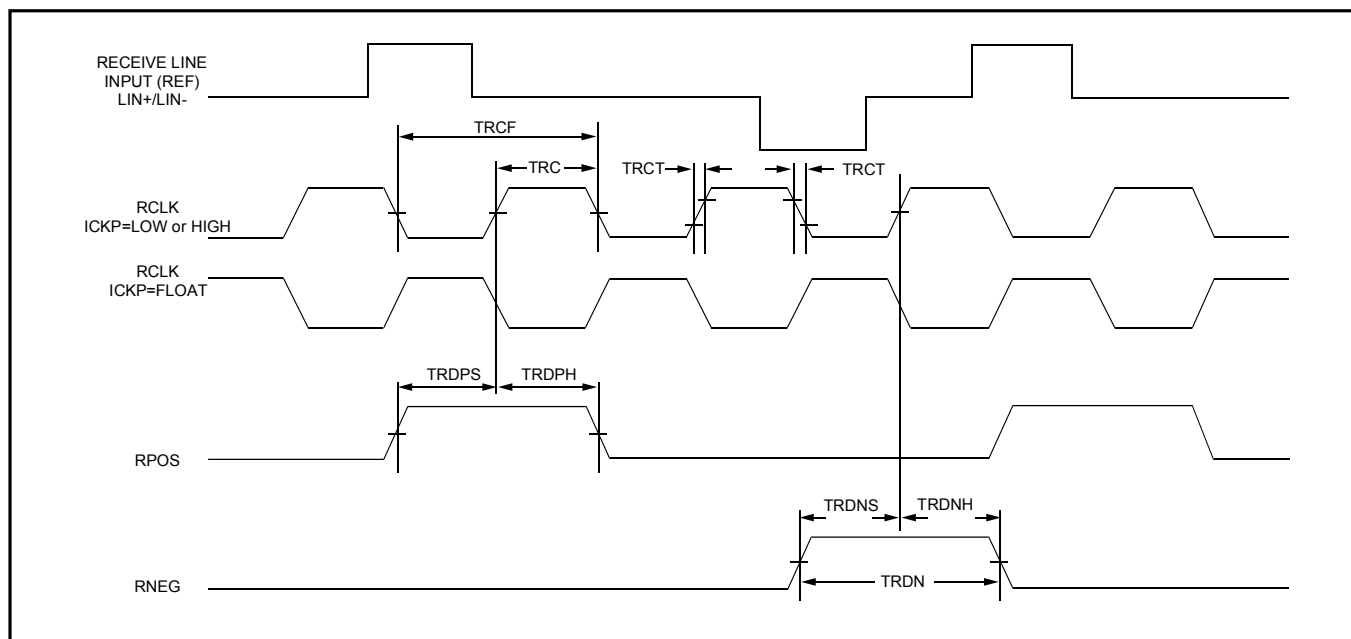 RECEIVE LINE
INPUT (REF)
LIN+/LIN-
TRCF
TRC
TRCT
TRCT
RCLK
ICKP=LOW or HIGH
RCLK
ICKP=FLOAT
TRDPS
TRDPH
RPOS
TRDNS
TRDNH
TRDN
RNEG